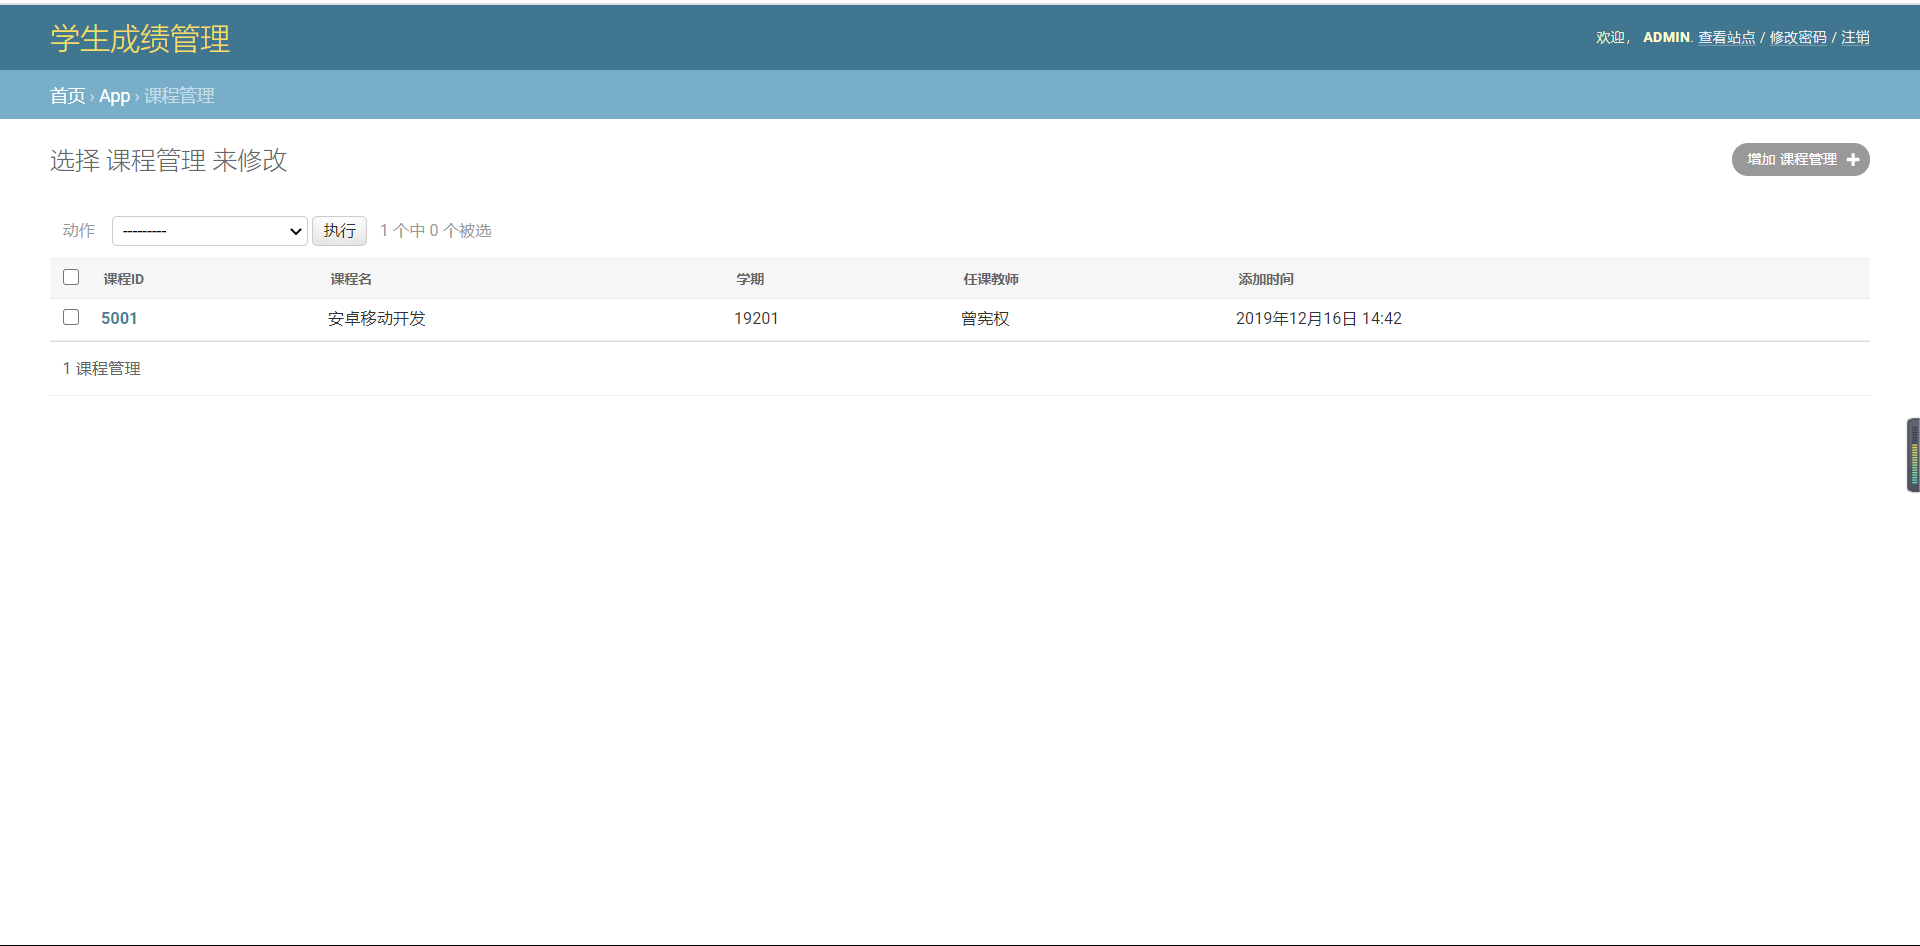 学生成绩管理
欢迎， ADMIN. 查看站点 / 修改密码 / 注销
首页 › App › 课程管理
选择 课程管理 来修改
增加 课程管理
动作 --------- 执行 1 个中 0 个被选
课程ID 课程名 学期 任课教师 添加时间
5001 安卓移动开发 19201 曾宪权 2019年12月16日 14:42
1 课程管理